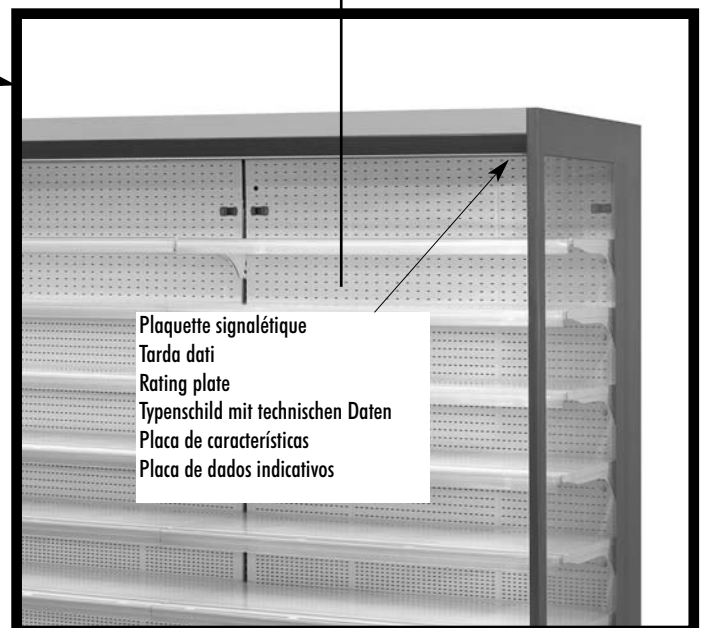 Plaquette signalétique
Tarda dati
Rating plate
Typenschild mit technischen Daten
Placa de características
Placa de dados indicativos